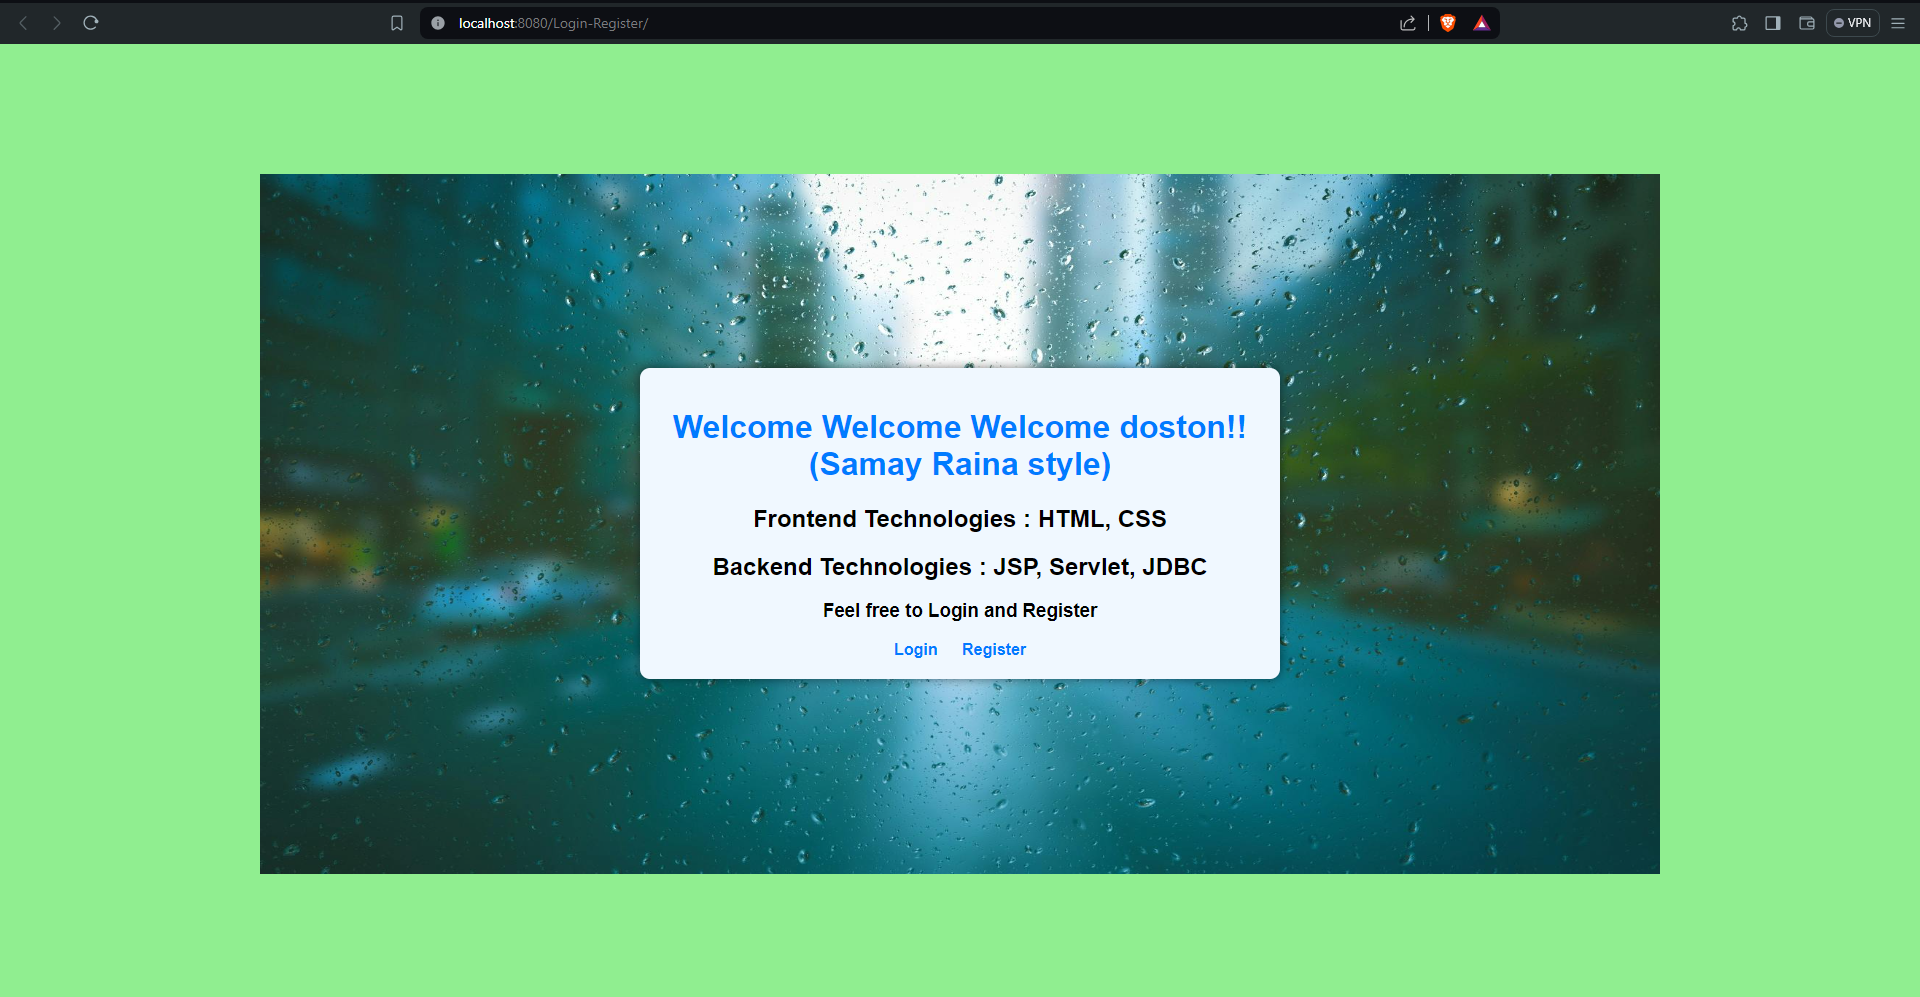 localhost:8080/Login-Register/
VPN
Welcome Welcome Welcome doston!!
(Samay Raina style)
Frontend Technologies : HTML, CSS
Backend Technologies : JSP, Servlet, JDBC
Feel free to Login and Register
Login Register